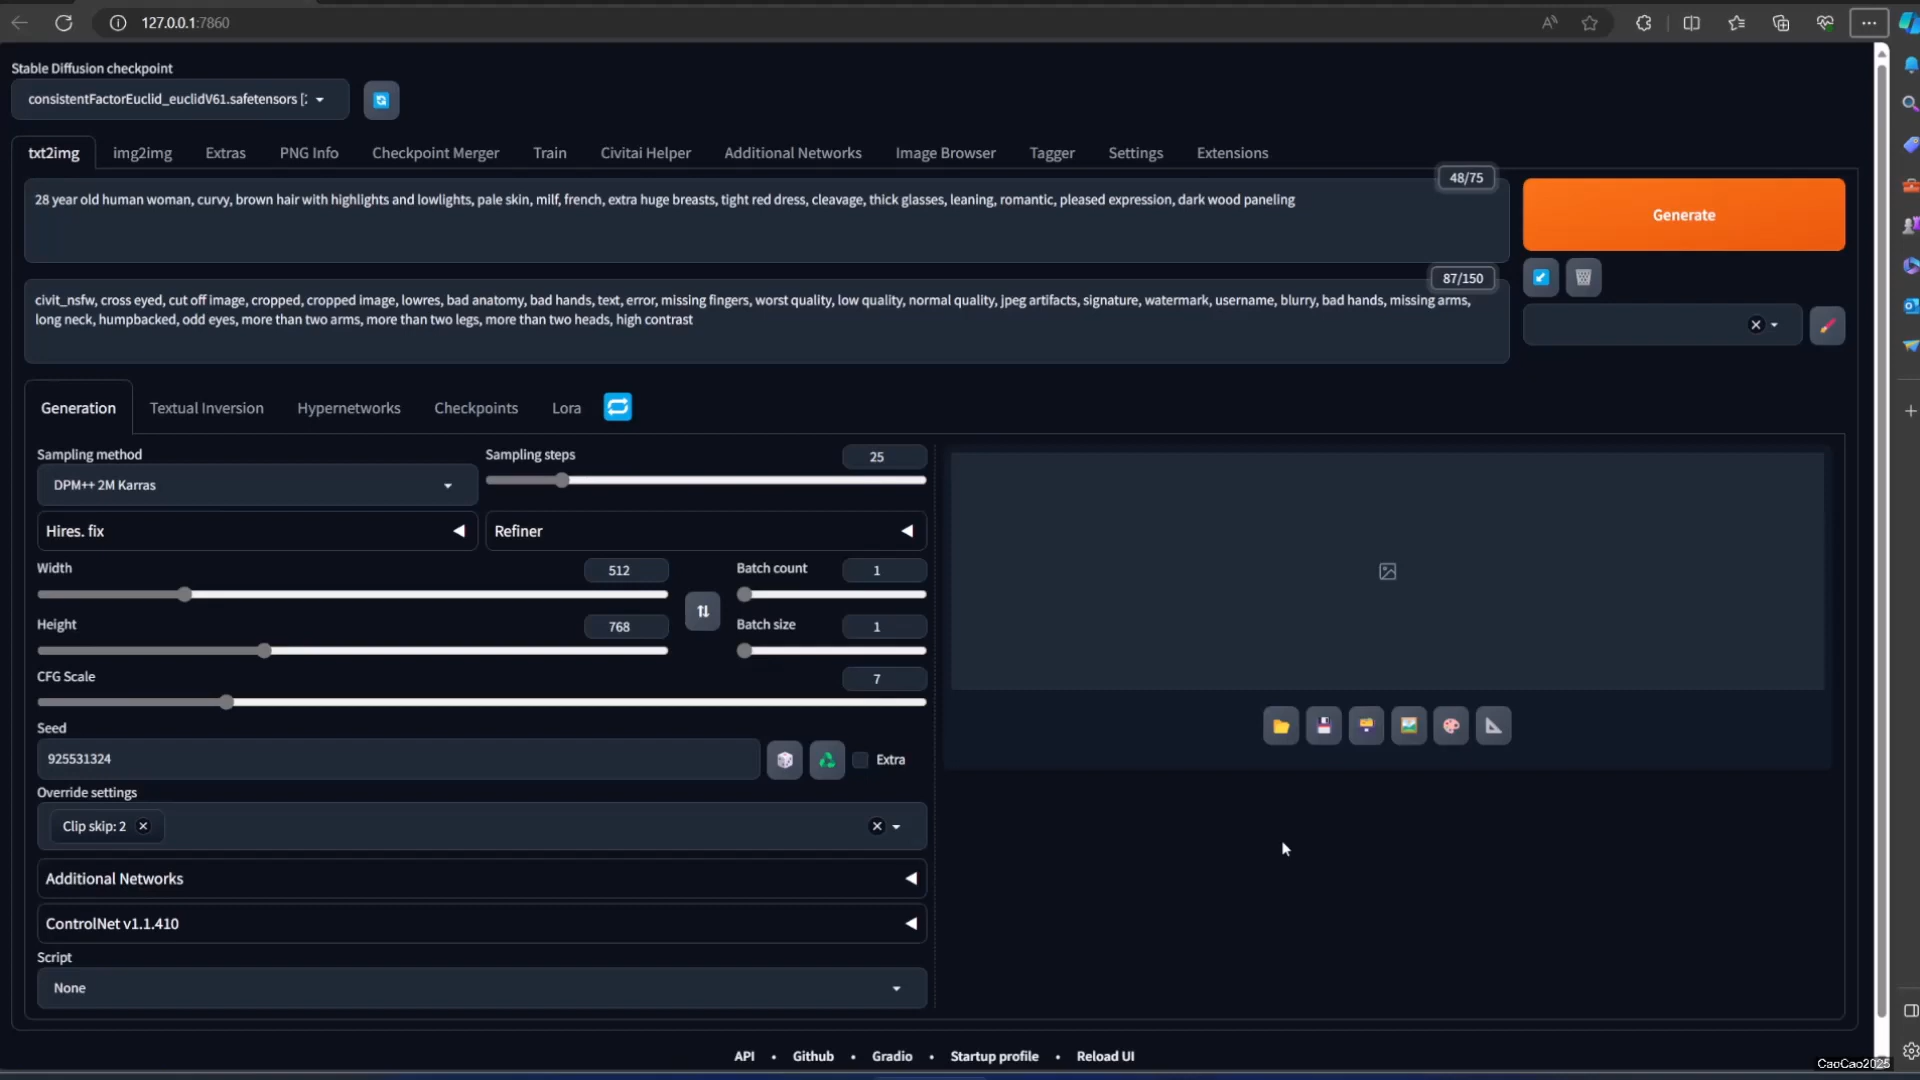 127.0.0.1:7860
Stable Diffusion checkpoint
consistentFactorEuclid_euclidV61.safetensors [
txt2img img2img Extras PNG Info Checkpoint Merger Train Civitai Helper Additional Networks Image Browser Tagger Settings Extensions
48/75
28 year old human woman, curvy, brown hair with highlights and lowlights, pale skin, milf, french, extra huge breasts, tight red dress, cleavage, thick glasses, leaning, romantic, pleased expression, dark wood paneling
Generate
87/150
civit_nsfw, cross eyed, cut off image, cropped, cropped image, lowres, bad anatomy, bad hands, text, error, missing fingers, worst quality, low quality, normal quality, jpeg artifacts, signature, watermark, username, blurry, bad hands, missing arms,
long neck, humpbacked, odd eyes, more than two arms, more than two legs, more than two heads, high contrast
Generation Textual Inversion Hypernetworks Checkpoints Lora
Sampling method
DPM++ 2M Karras
Sampling steps
25
Hires. fix
Refiner
Width
512
Batch count
1
Height
768
Batch size
1
CFG Scale
7
Seed
925531324
Extra
Override settings
Clip skip: 2
Additional Networks
ControlNet v1.1.410
Script
None
API • Github • Gradio • Startup profile • Reload UI
CaoCao2025